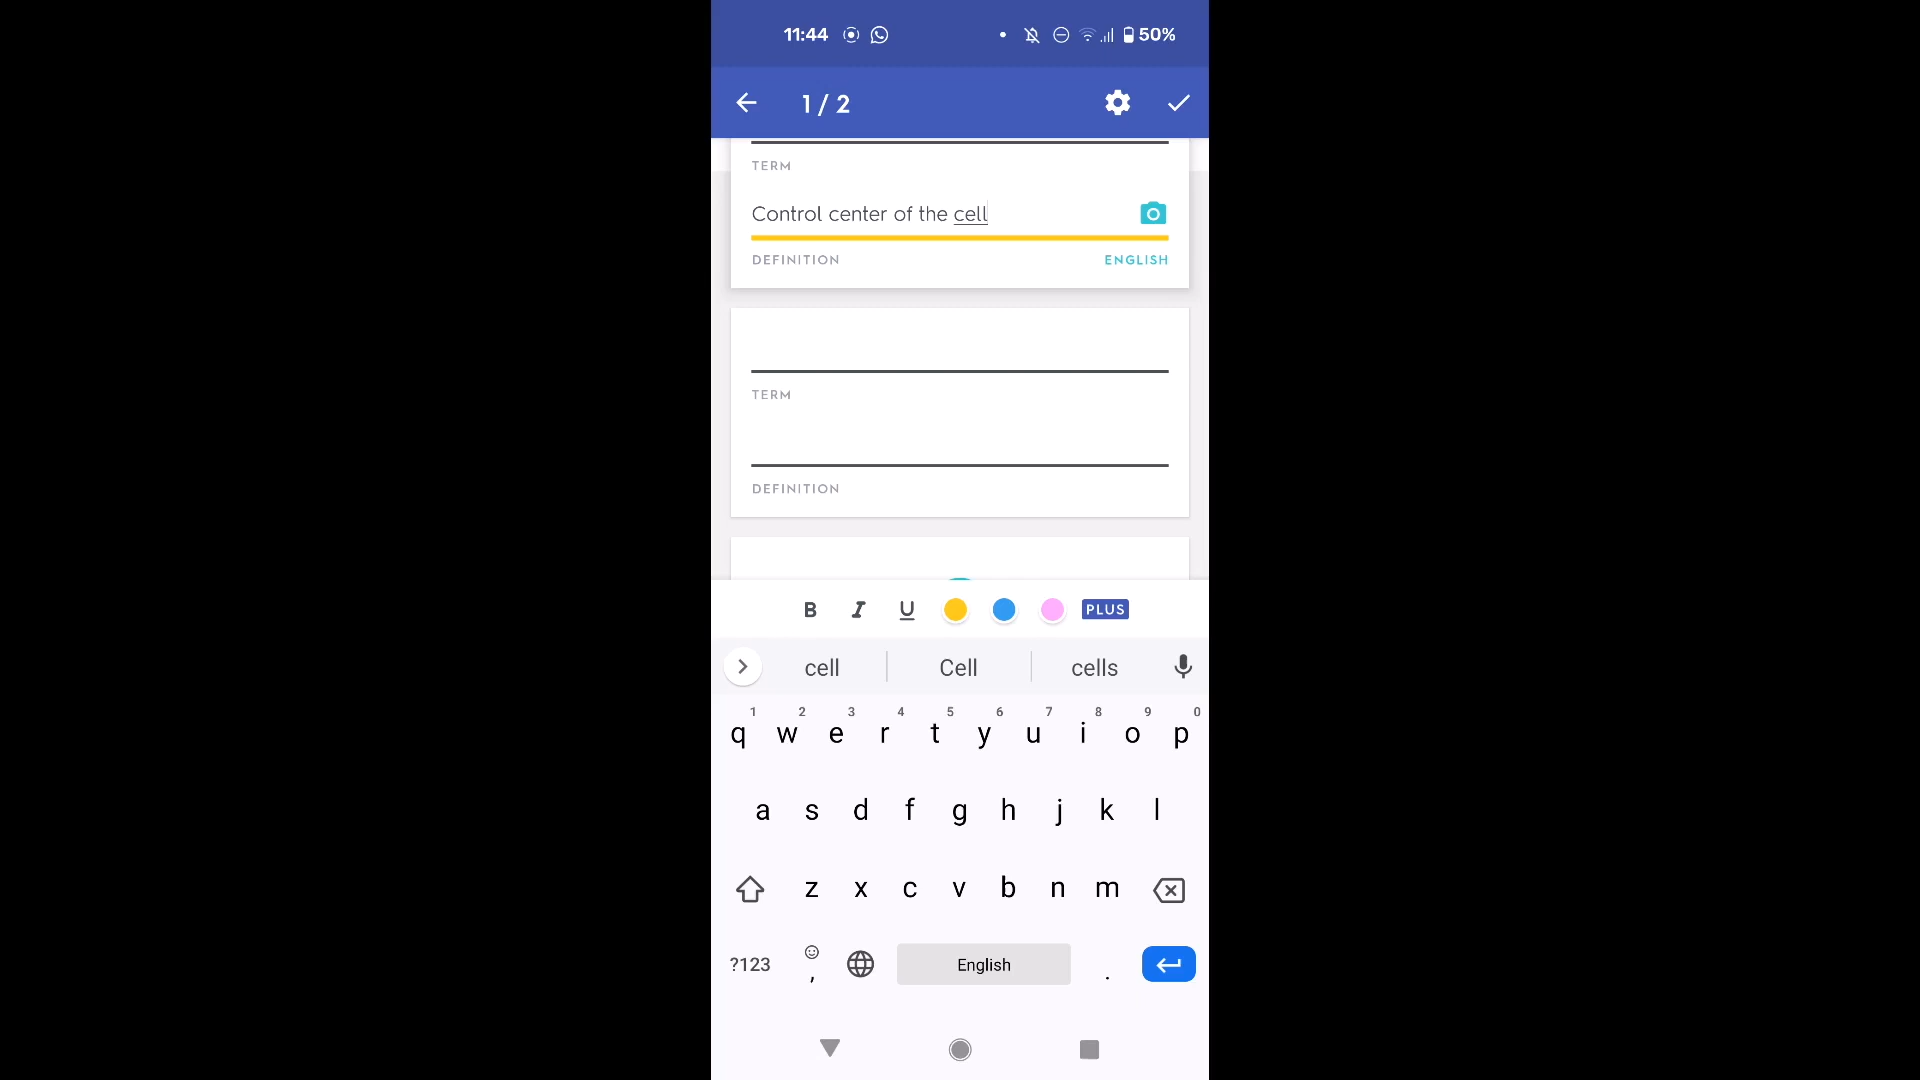 11:44 50%
1 / 2
TERM
Control center of the cell
DEFINITION ENGLISH
TERM
DEFINITION
B I U PLUS
cell Cell cells
1 2 3 4 5 6 7 8 9 0
q w e r t y u i o p
a s d f g h j k l
z x c v b n m
?123 , English .